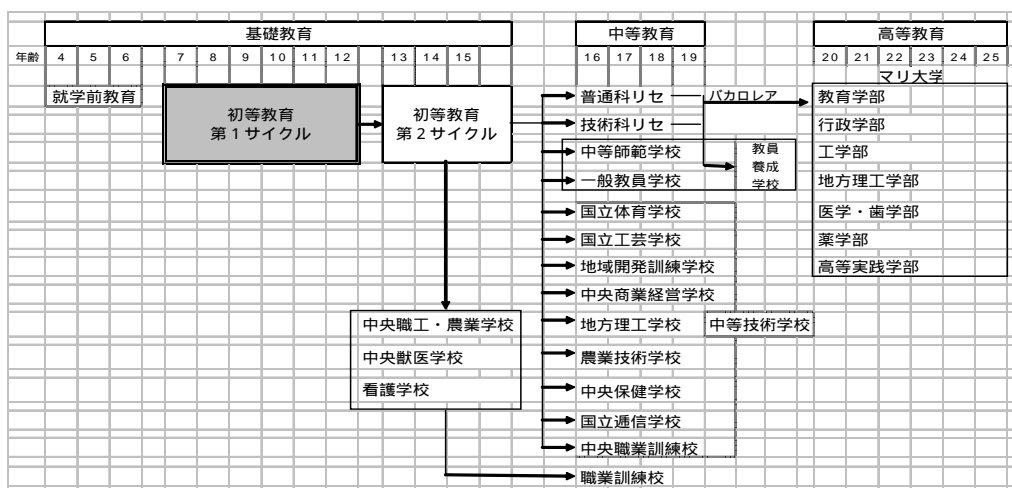 基礎教育 中等教育 高等教育
年齢 4 5 6 7 8 9 10 11 12 13 14 15 16 17 18 19 20 21 22 23 24 25
マリ大学
就学前教育
初等教育
第1サイクル
初等教育
第2サイクル
普通科リセ
バカロレア
技術科リセ
中等師範学校
一般教員学校
教員
養成
学校
国立体育学校
国立工芸学校
地域開発訓練学校
中央商業経営学校
地方理工学校
中等技術学校
農業技術学校
中央保健学校
国立逓信学校
中央職業訓練校
職業訓練校
中央職工・農業学校
中央獣医学校
看護学校
教育学部
行政学部
工学部
地方理工学部
医学・歯学部
薬学部
高等実践学部